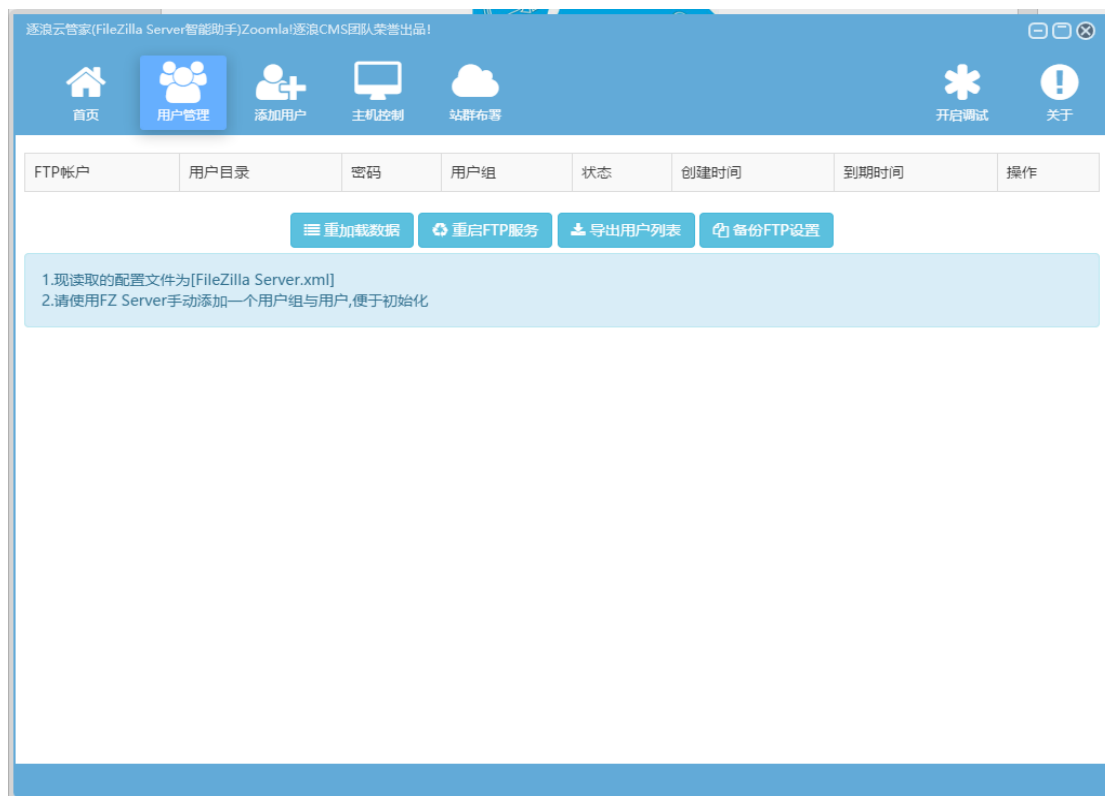 逐浪云管家(FileZilla Server智能助手)Zoomla!逐浪CMS团队荣誉出品!
首页 用户管理 添加用户 主机控制 站群布署 开启调试 关于
FTP帐户 用户目录 密码 用户组 状态 创建时间 到期时间 操作
重加载数据 重启FTP服务 导出用户列表 备份FTP设置
1.现读取的配置文件为[FileZilla Server.xml]
2.请使用FZ Server手动添加一个用户组与用户,便于初始化